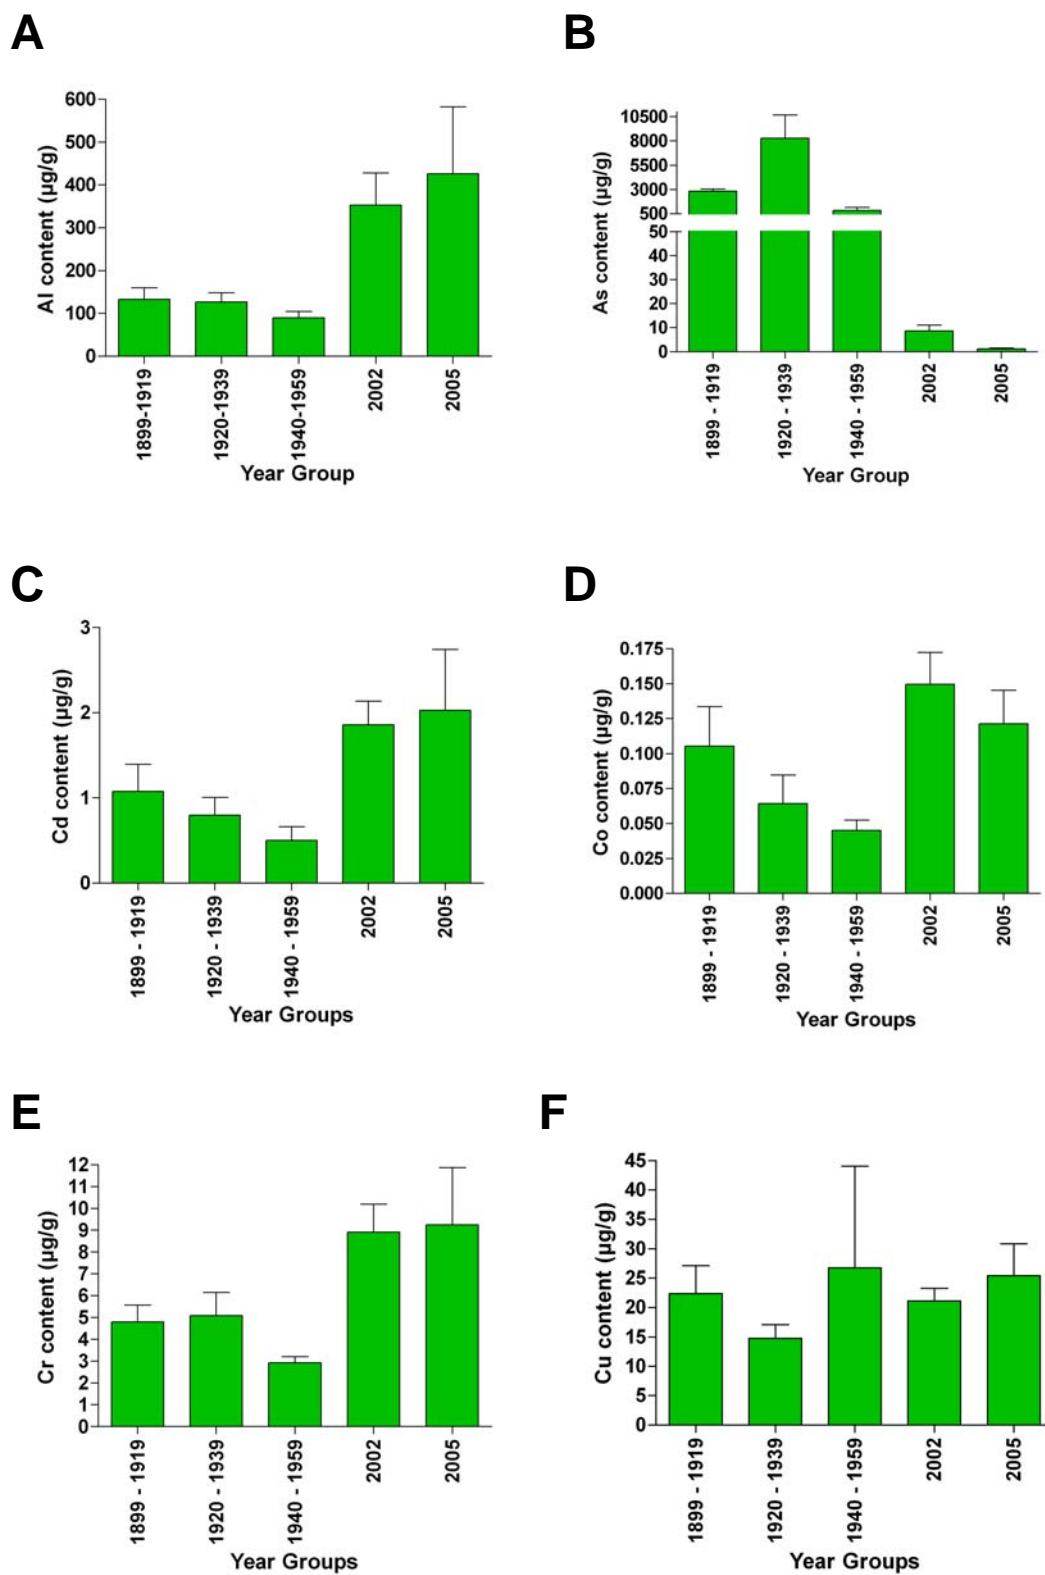 A
B
600
500
400
300
200
100
0
Al content (µg/g)
1899-1919
1920-1939
1940-1959
2002
2005
Year Group
10500
8000
5500
3000
500
50
40
30
20
10
0
As content (µg/g)
1899 - 1919
1920 - 1939
1940 - 1959
2002
2005
Year Group
C
D
3
2
1
0
Cd content (µg/g)
1899 - 1919
1920 - 1939
1940 - 1959
2002
2005
Year Groups
0.175
0.150
0.125
0.100
0.075
0.050
0.025
0.000
Co content (µg/g)
1899 - 1919
1920 - 1939
1940 - 1959
2002
2005
Year Groups
E
F
12
11
10
9
8
7
6
5
4
3
2
1
0
Cr content (µg/g)
1899 - 1919
1920 - 1939
1940 - 1959
2002
2005
Year Groups
45
40
35
30
25
20
15
10
5
0
Cu content (µg/g)
1899 - 1919
1920 - 1939
1940 - 1959
2002
2005
Year Groups